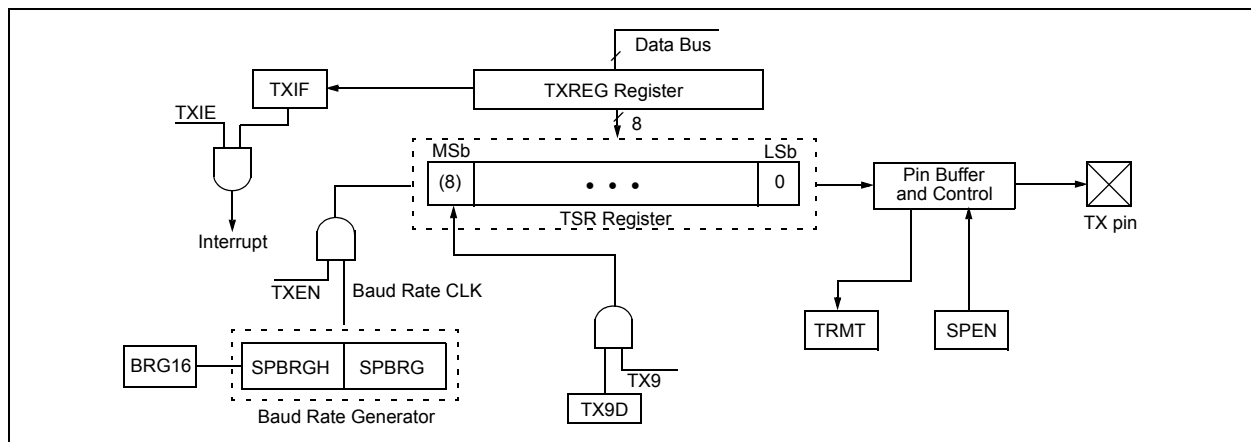 Data Bus
TXIF
TXREG Register
TXIE
8
MSb
LSb
(8)
• • •
0
Pin Buffer
and Control
TSR Register
TX pin
Interrupt
TXEN
Baud Rate CLK
TRMT
SPEN
BRG16
SPBRGH
SPBRG
TX9
TX9D
Baud Rate Generator